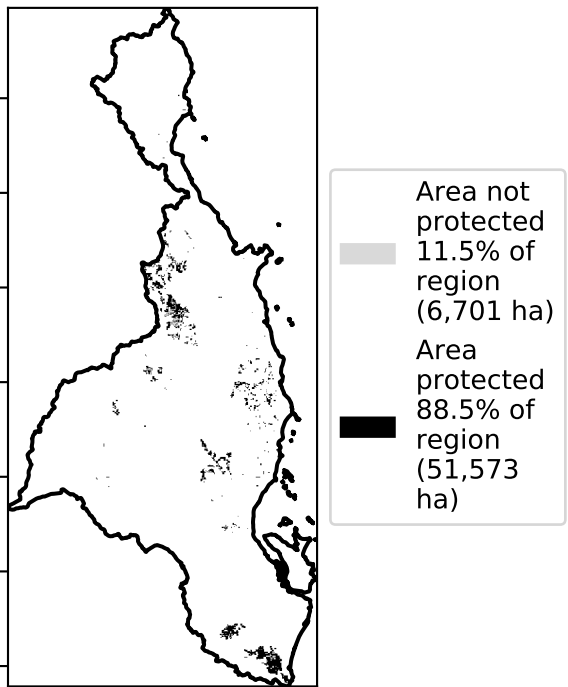 Area not
protected
11.5% of
region
(6,701 ha)
Area
protected
88.5% of
region
(51,573
ha)